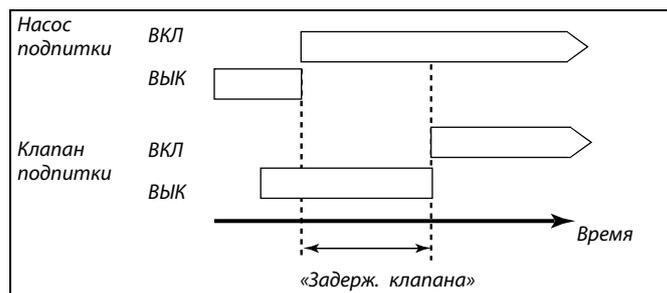 Насос
подпитки
ВКЛ
ВЫК
Клапан
подпитки
ВКЛ
ВЫК
Время
«Задерж. клапана»